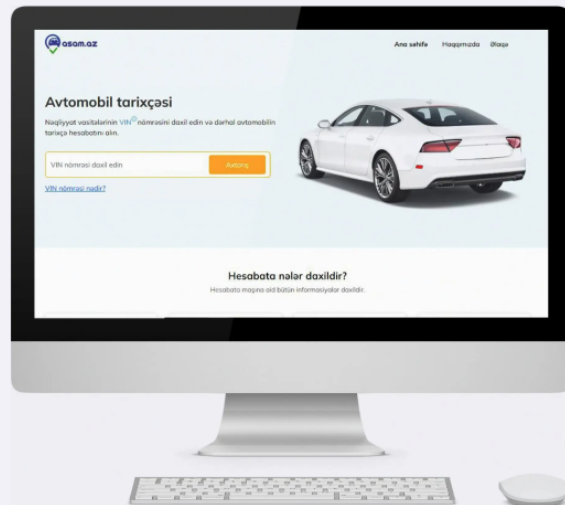 asam.az
Ana səhifə Haqqımızda Əlaqə
Avtomobil tarixçəsi
Nəqliyyat vasitələrinin VIN nömrəsini daxil edin və dərhal avtomobilin
tarixçə hesabatını alın.
VIN nömrəsi daxil edin Axtarış
VIN nömrəsi nədir?
Hesabata nələr daxildir?
Hesabata maşına aid bütün informasiyalar daxildir.